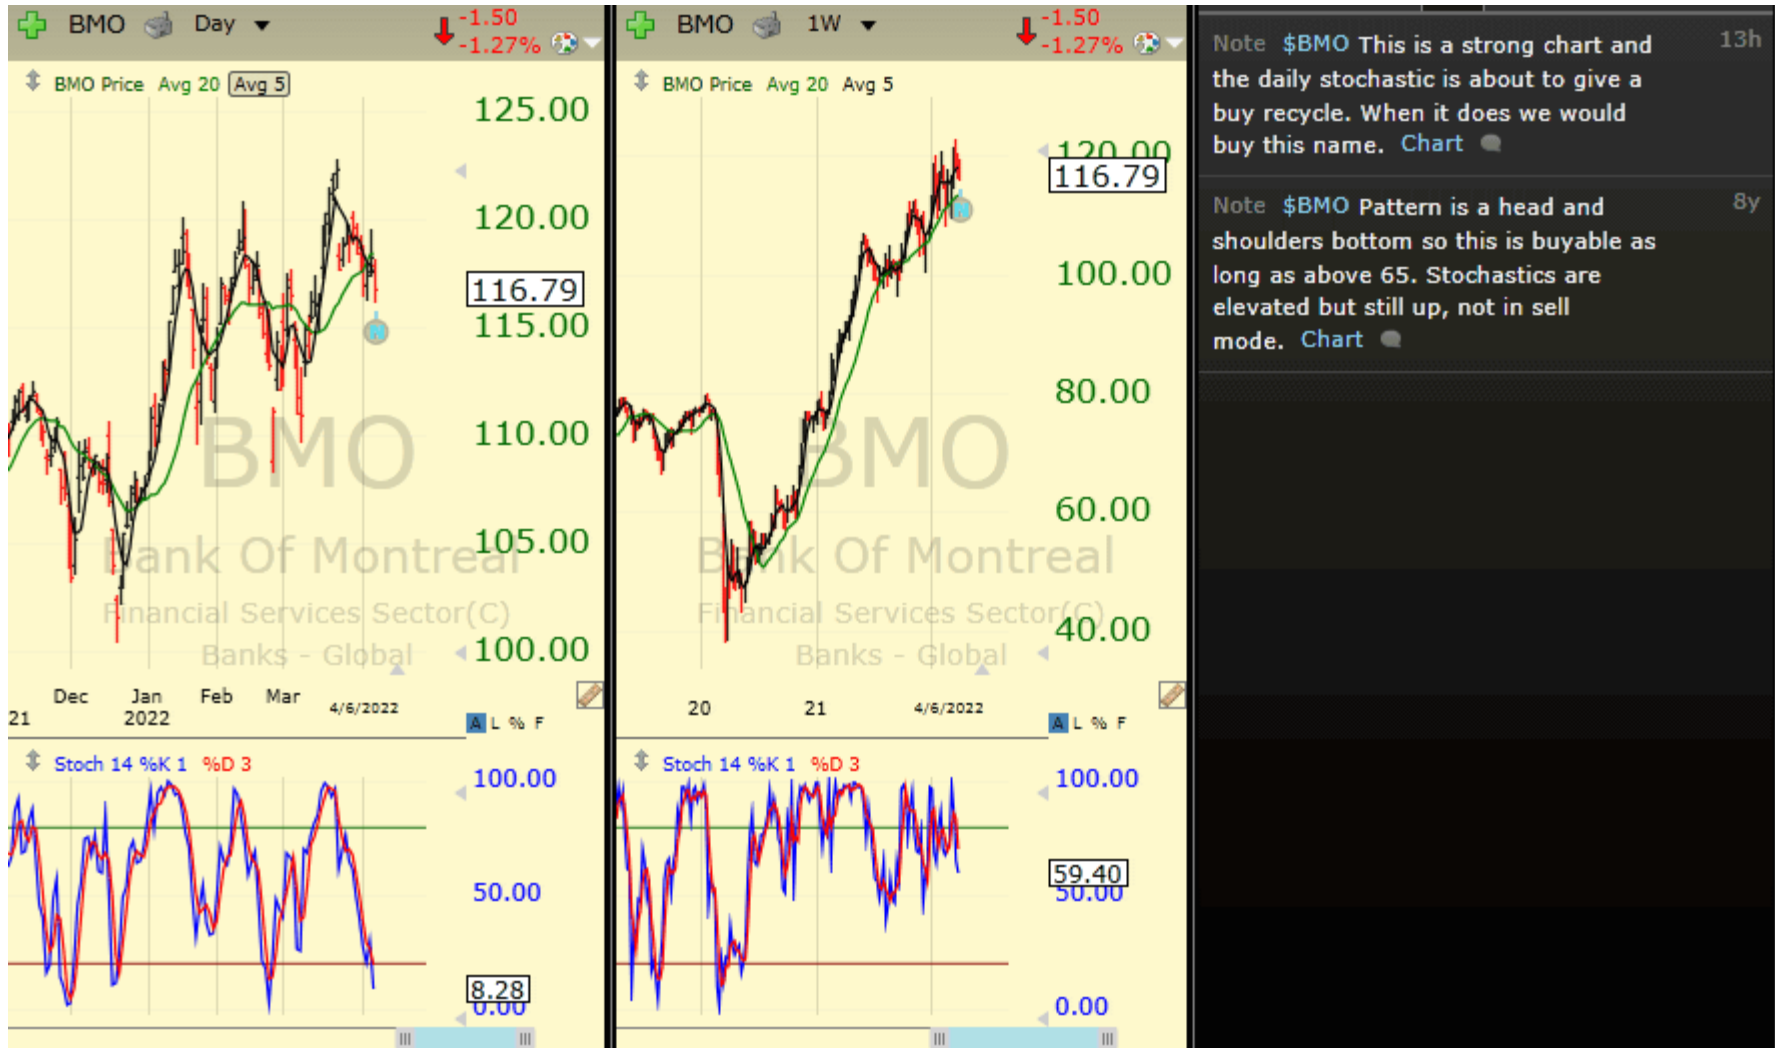 BMO Day
-1.50
-1.27%
BMO Price Avg 20 Avg 5
125.00
120.00
116.79
115.00
110.00
105.00
100.00
N
BMO
Bank Of Montreal
Financial Services Sector(C)
Banks - Global
Dec Jan Feb Mar 4/6/2022
21 2022
A L % F
Stoch 14 %K 1 %D 3
100.00
50.00
8.28
0.00
BMO 1W
-1.50
-1.27%
BMO Price Avg 20 Avg 5
120.00
116.79
100.00
80.00
60.00
40.00
N
BMO
Bank Of Montreal
Financial Services Sector(C)
Banks - Global
20 21 4/6/2022
A L % F
Stoch 14 %K 1 %D 3
100.00
59.40
50.00
0.00
Note $BMO This is a strong chart and 13h
the daily stochastic is about to give a
buy recycle. When it does we would
buy this name. Chart
Note $BMO Pattern is a head and 8y
shoulders bottom so this is buyable as
long as above 65. Stochastics are
elevated but still up, not in sell
mode. Chart